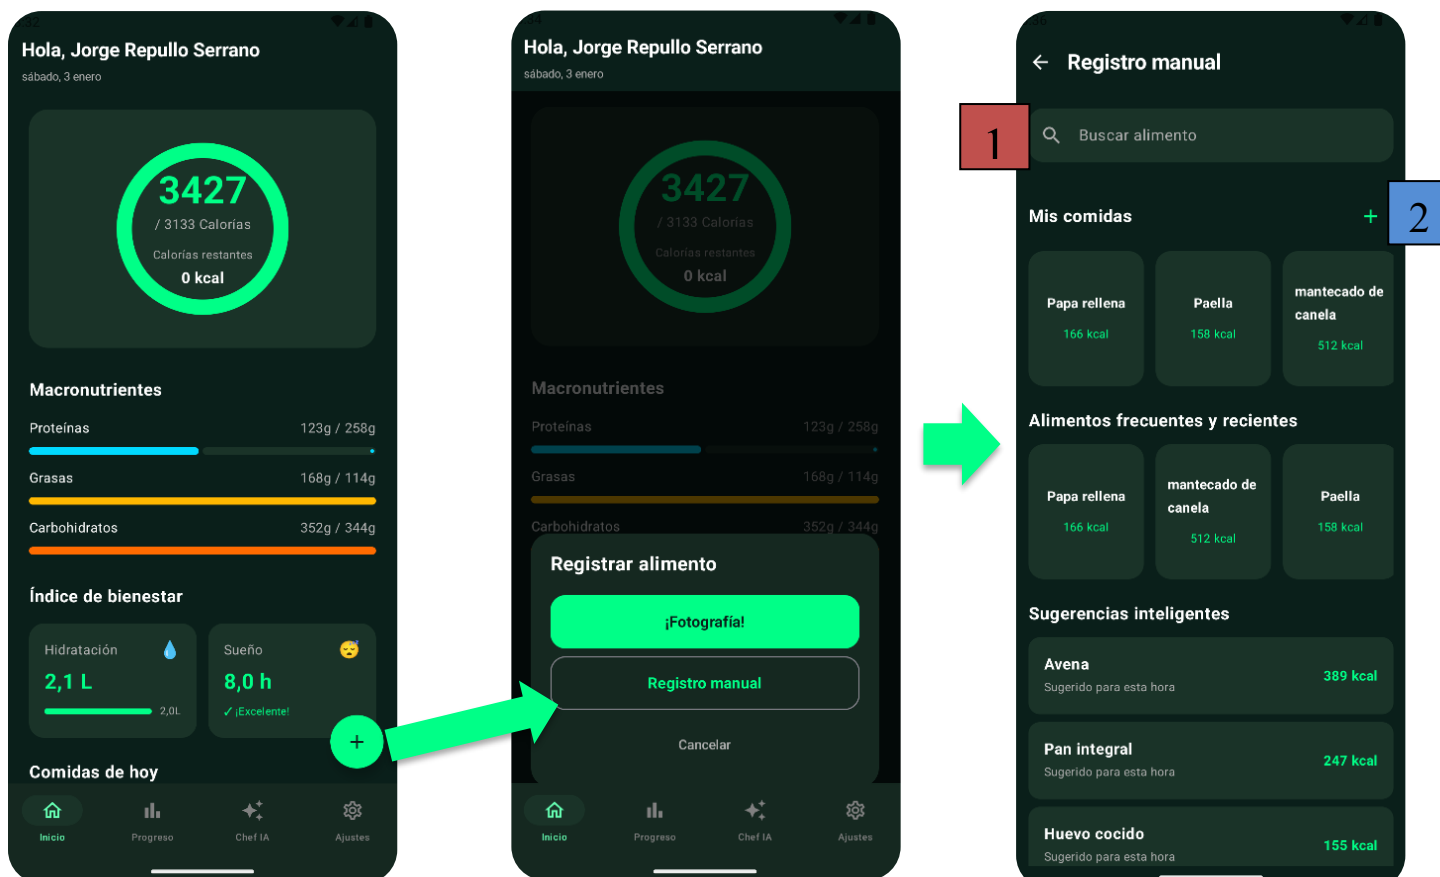 :32
Hola, Jorge Repullo Serrano
sábado, 3 enero
3427
/ 3133 Calorías
Calorías restantes
0 kcal
Macronutrientes
Proteínas 123g / 258g
Grasas 168g / 114g
Carbohidratos 352g / 344g
Índice de bienestar
Hidratación
2,1 L
2,0L
Sueño
8,0 h
✓ ¡Excelente!
+
Comidas de hoy
Inicio Progreso Chef IA Ajustes
:34
Hola, Jorge Repullo Serrano
sábado, 3 enero
3427
/ 3133 Calorías
Calorías restantes
0 kcal
Macronutrientes
Proteínas 123g / 258g
Grasas 168g / 114g
Carbohidratos 352g / 344g
Registrar alimento
¡Fotografía!
Registro manual
Cancelar
Inicio Progreso Chef IA Ajustes
:36
Registro manual
1
Buscar alimento
Mis comidas +
2
Papa rellena
166 kcal
Paella
158 kcal
mantecado de
canela
512 kcal
Alimentos frecuentes y recientes
Papa rellena
166 kcal
mantecado de
canela
512 kcal
Paella
158 kcal
Sugerencias inteligentes
Avena
Sugerido para esta hora
389 kcal
Pan integral
Sugerido para esta hora
247 kcal
Huevo cocido
Sugerido para esta hora
155 kcal